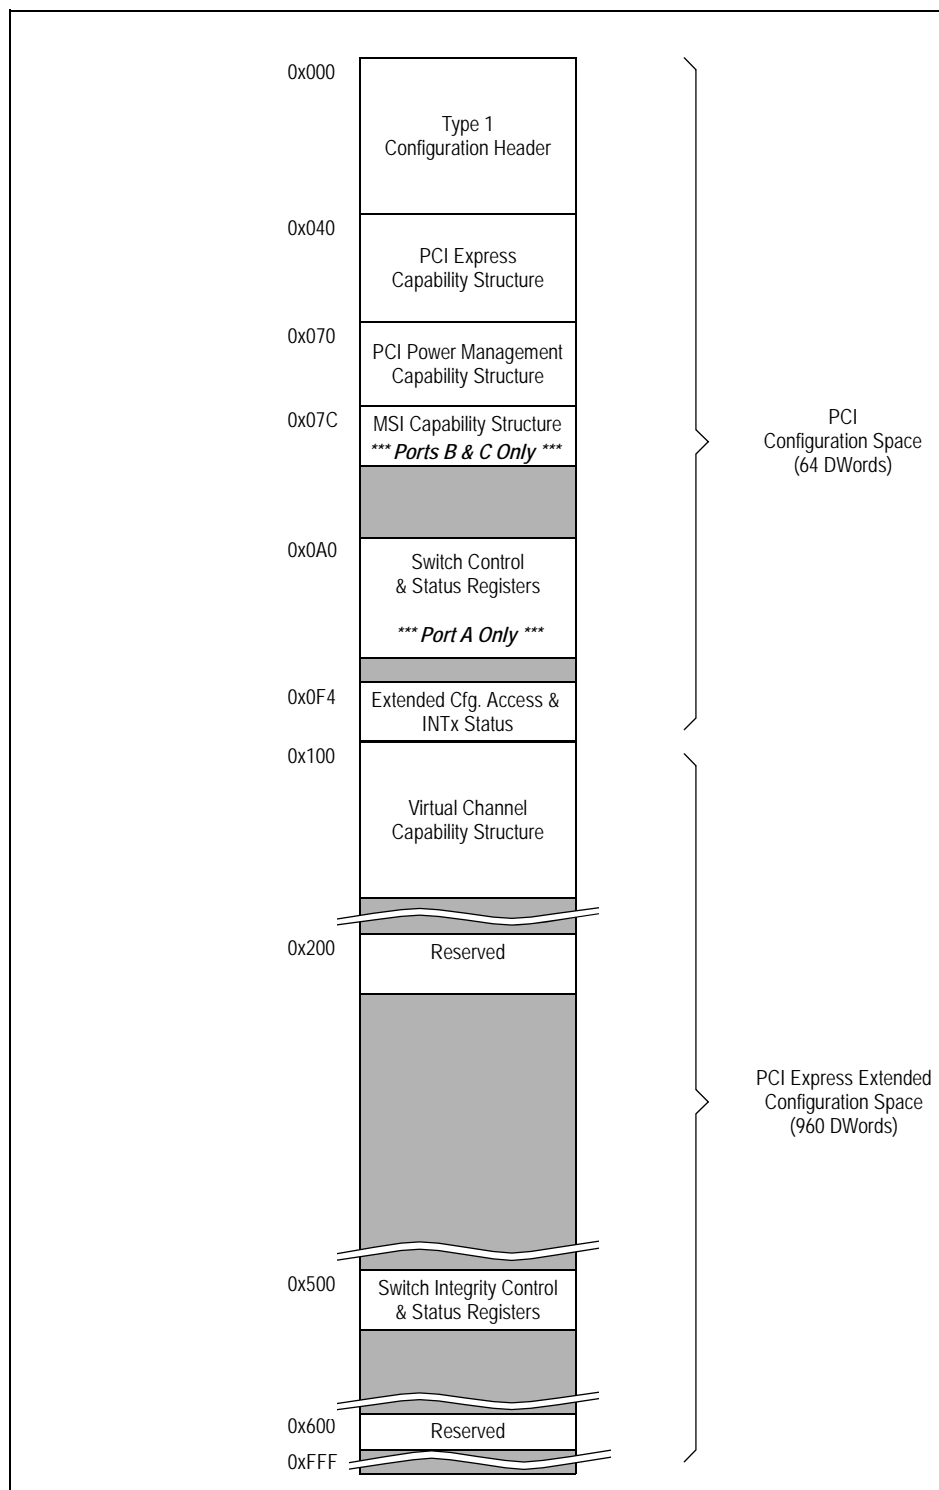 0x000
Type 1
Configuration Header
0x040
PCI Express
Capability Structure
0x070
PCI Power Management
Capability Structure
0x07C
MSI Capability Structure
*** Ports B & C Only ***
PCI
Configuration Space
(64 DWords)
0x0A0
Switch Control
& Status Registers
*** Port A Only ***
0x0F4
Extended Cfg. Access &
INTx Status
0x100
Virtual Channel
Capability Structure
0x200
Reserved
PCI Express Extended
Configuration Space
(960 DWords)
0x500
Switch Integrity Control
& Status Registers
0x600
Reserved
0xFFF